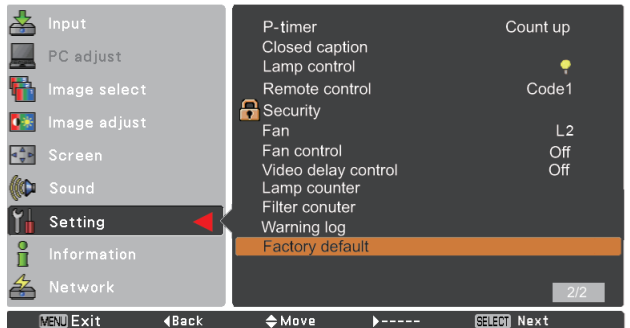 Input
PC adjust
Image select
Image adjust
Screen
Sound
Setting
Information
Network
P-timer Count up
Closed caption
Lamp control
Remote control Code1
Security
Fan L2
Fan control Off
Video delay control Off
Lamp counter
Filter conuter
Warning log
Factory default
2/2
MENU Exit Back Move ----- SELECT Next